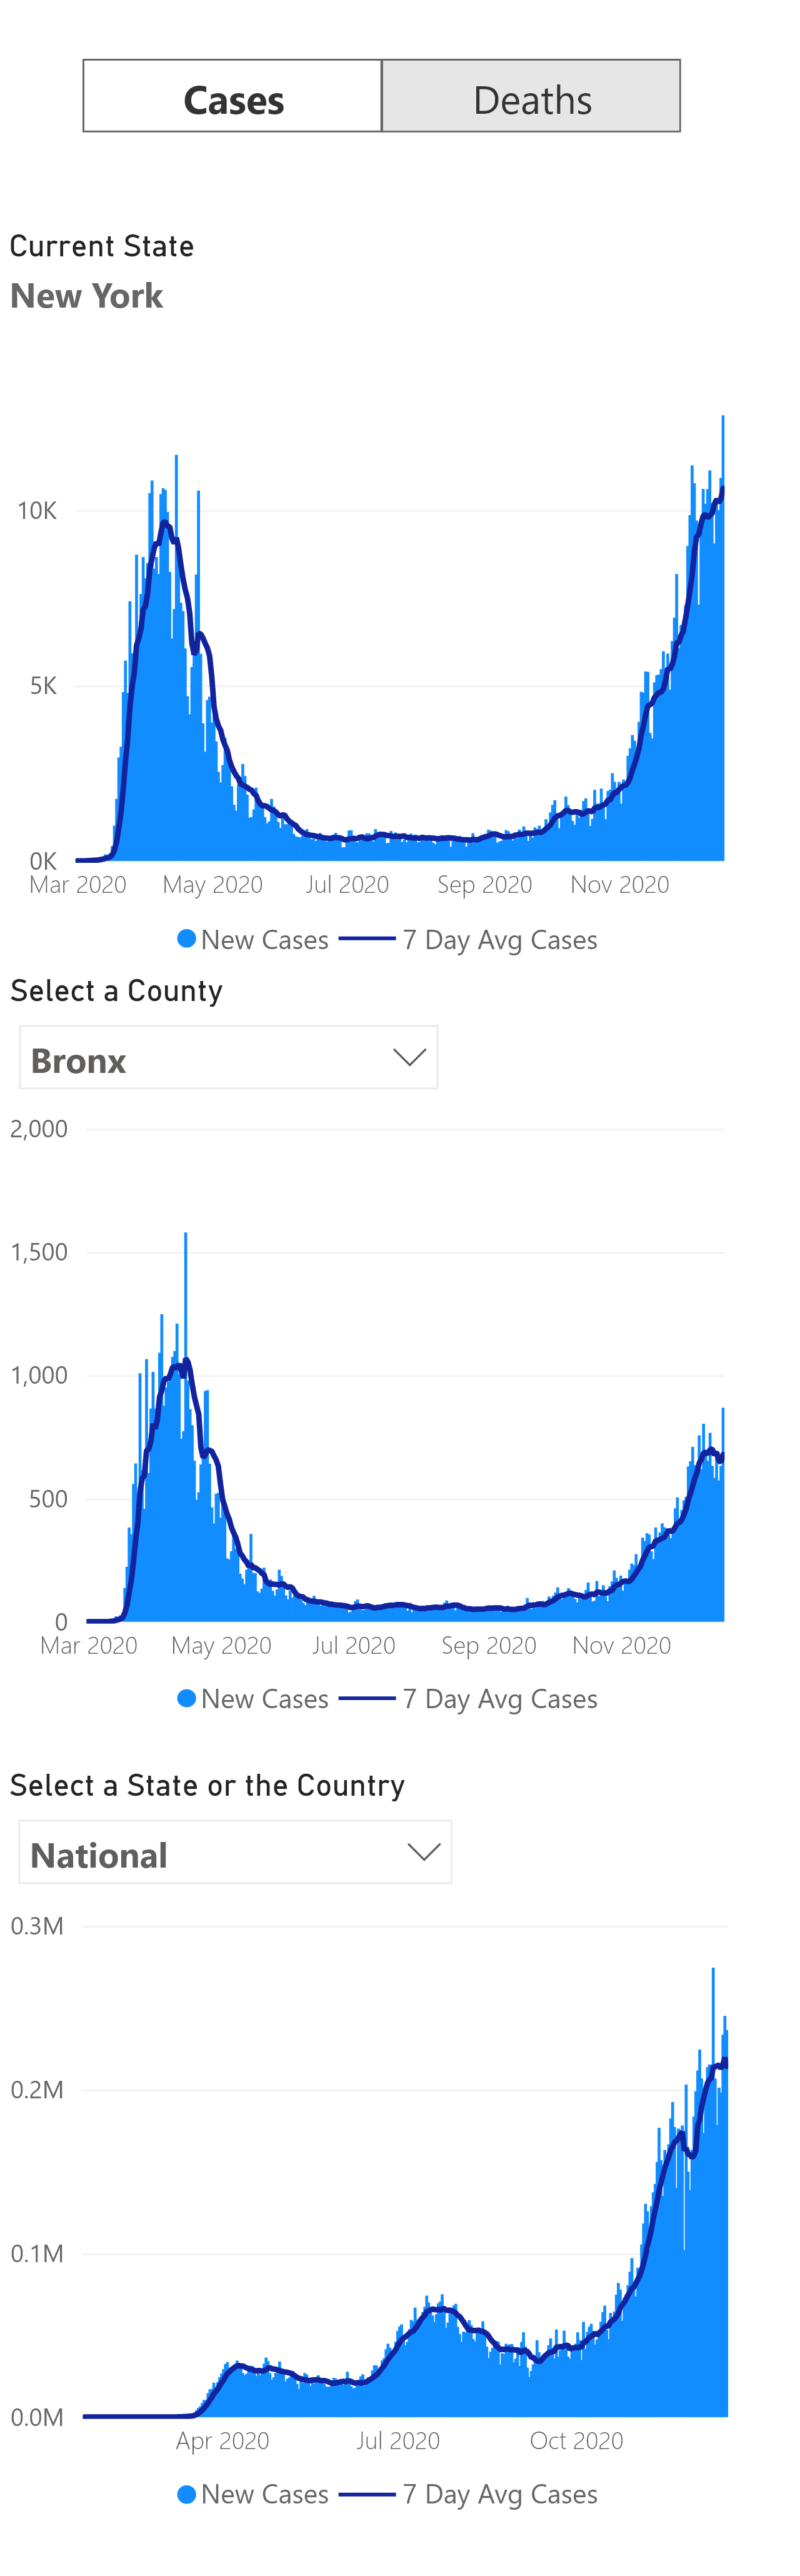 Cases Deaths
Current State
New York
10K
5K
0K
Mar 2020 May 2020 Jul 2020 Sep 2020 Nov 2020
New Cases 7 Day Avg Cases
Select a County
Bronx
2,000
1,500
1,000
500
0
Mar 2020 May 2020 Jul 2020 Sep 2020 Nov 2020
New Cases 7 Day Avg Cases
Select a State or the Country
National
0.3M
0.2M
0.1M
0.0M
Apr 2020 Jul 2020 Oct 2020
New Cases 7 Day Avg Cases